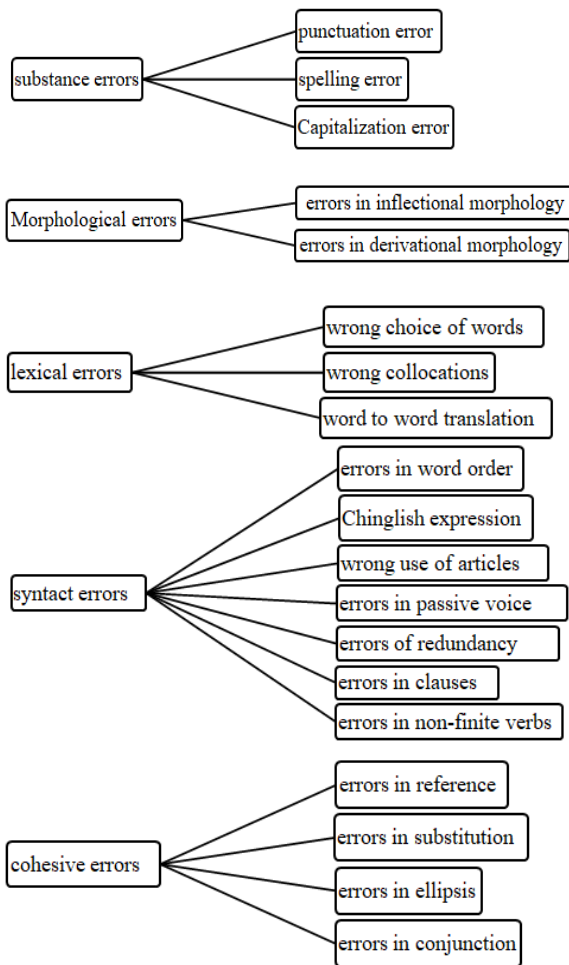 substance errors
punctuation error
spelling error
Capitalization error
Morphological errors
errors in inflectional morphology
errors in derivational morphology
lexical errors
wrong choice of words
wrong collocations
word to word translation
syntact errors
errors in word order
Chinglish expression
wrong use of articles
errors in passive voice
errors of redundancy
errors in clauses
errors in non-finite verbs
cohesive errors
errors in reference
errors in substitution
errors in ellipsis
errors in conjunction